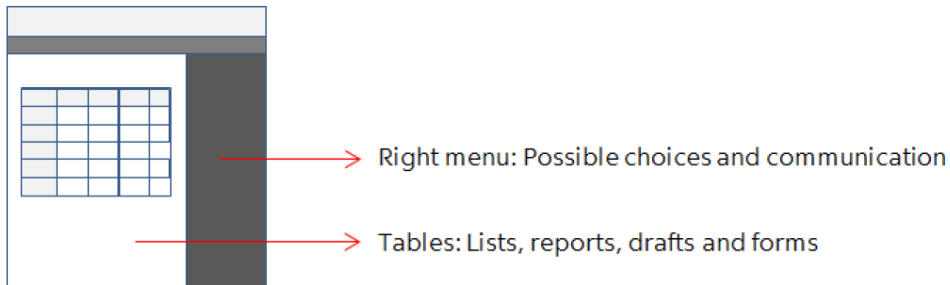 Right menu: Possible choices and communication
Tables: Lists, reports, drafts and forms